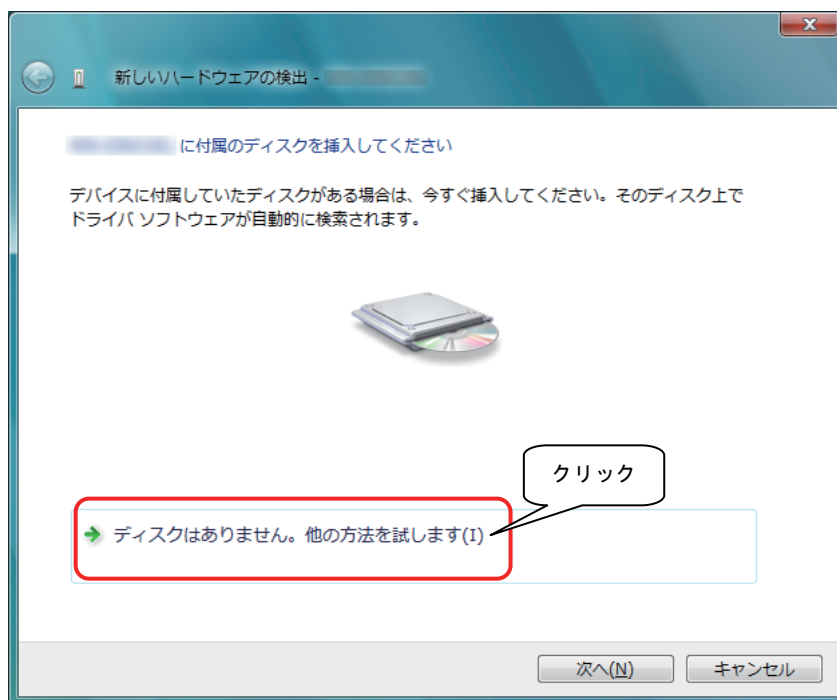 新しいハードウェアの検出 -
に付属のディスクを挿入してください
デバイスに付属していたディスクがある場合は、今すぐ挿入してください。そのディスク上で
ドライバ ソフトウェアが自動的に検索されます。
クリック
ディスクはありません。他の方法を試します(I)
次へ(N)
キャンセル